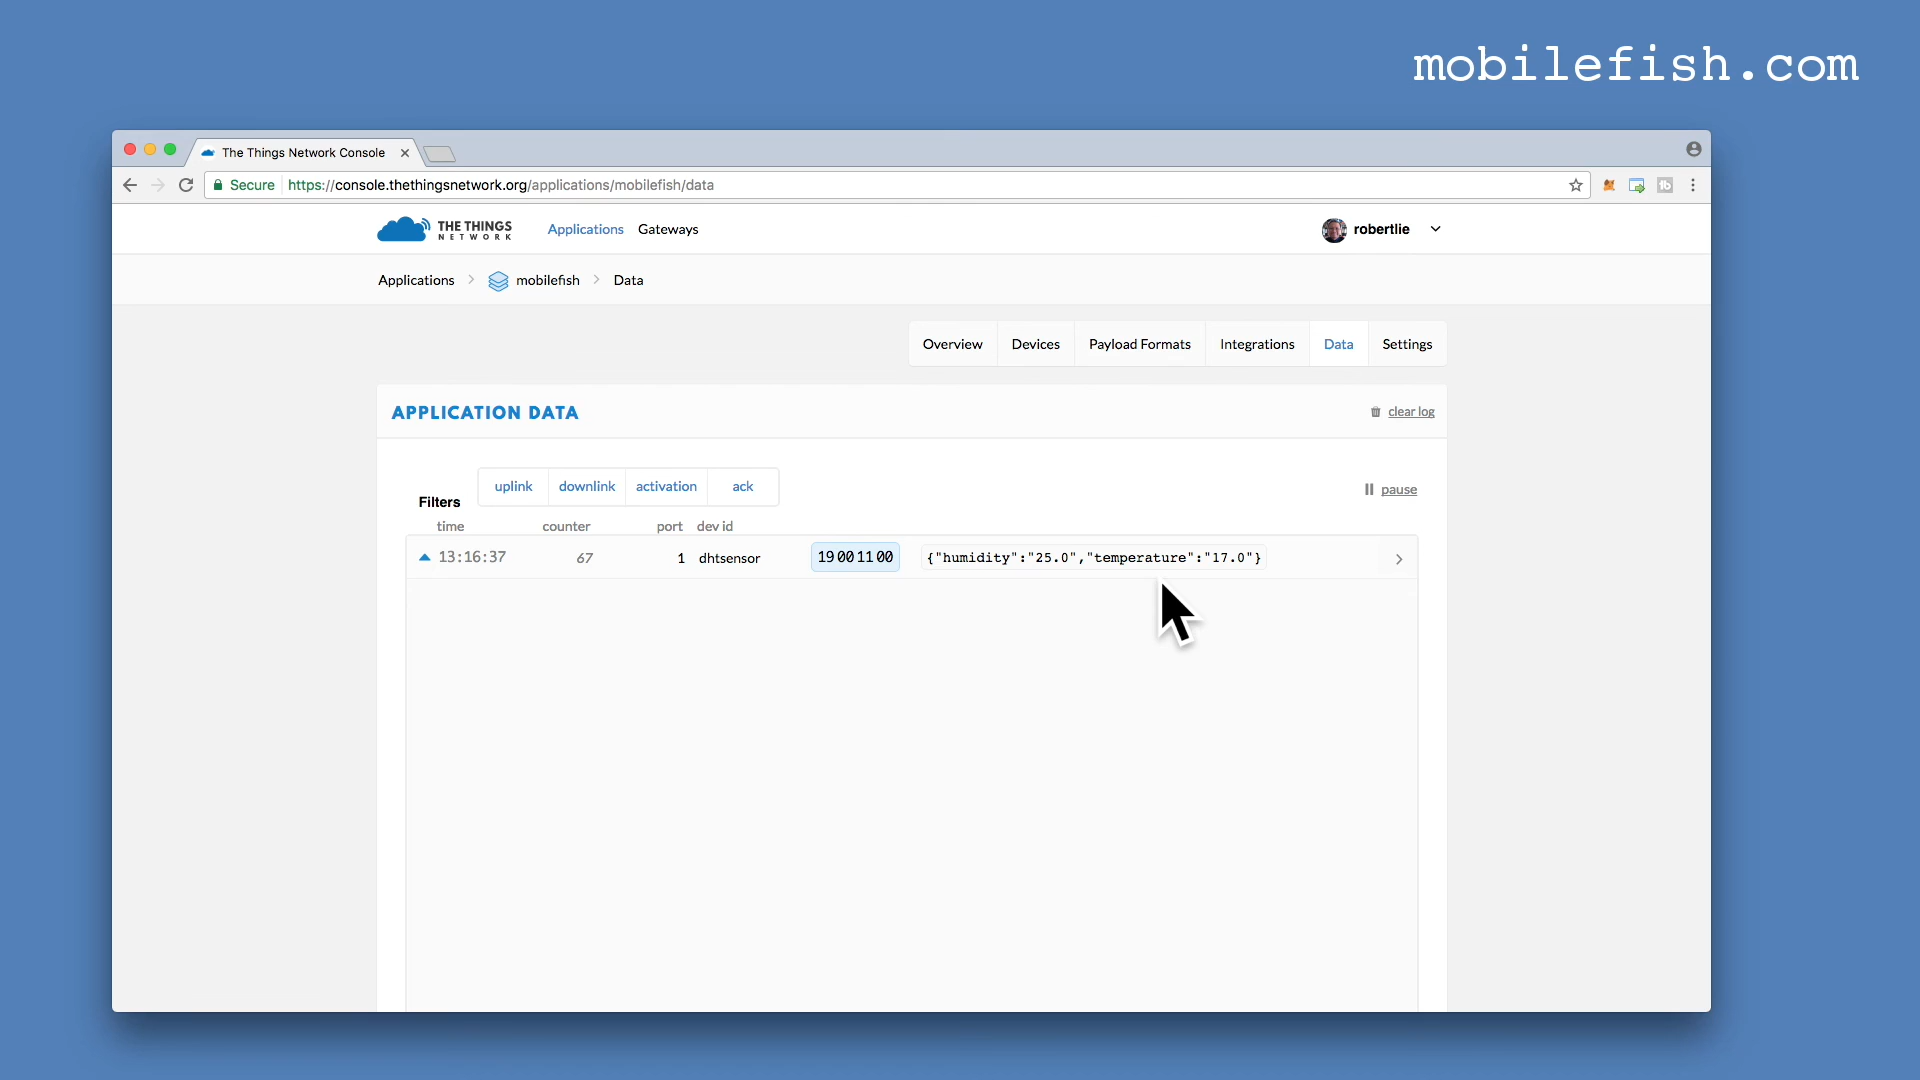 mobilefish.com
The Things Network Console
Secure https://console.thethingsnetwork.org/applications/mobilefish/data
THE THINGS NETWORK
Applications Gateways
robertlie
Applications mobilefish Data
Overview Devices Payload Formats Integrations Data Settings
APPLICATION DATA
clear log
Filters uplink downlink activation ack
pause
time counter port dev id
13:16:37 67 1 dhtsensor 19 00 11 00 {"humidity":"25.0","temperature":"17.0"}